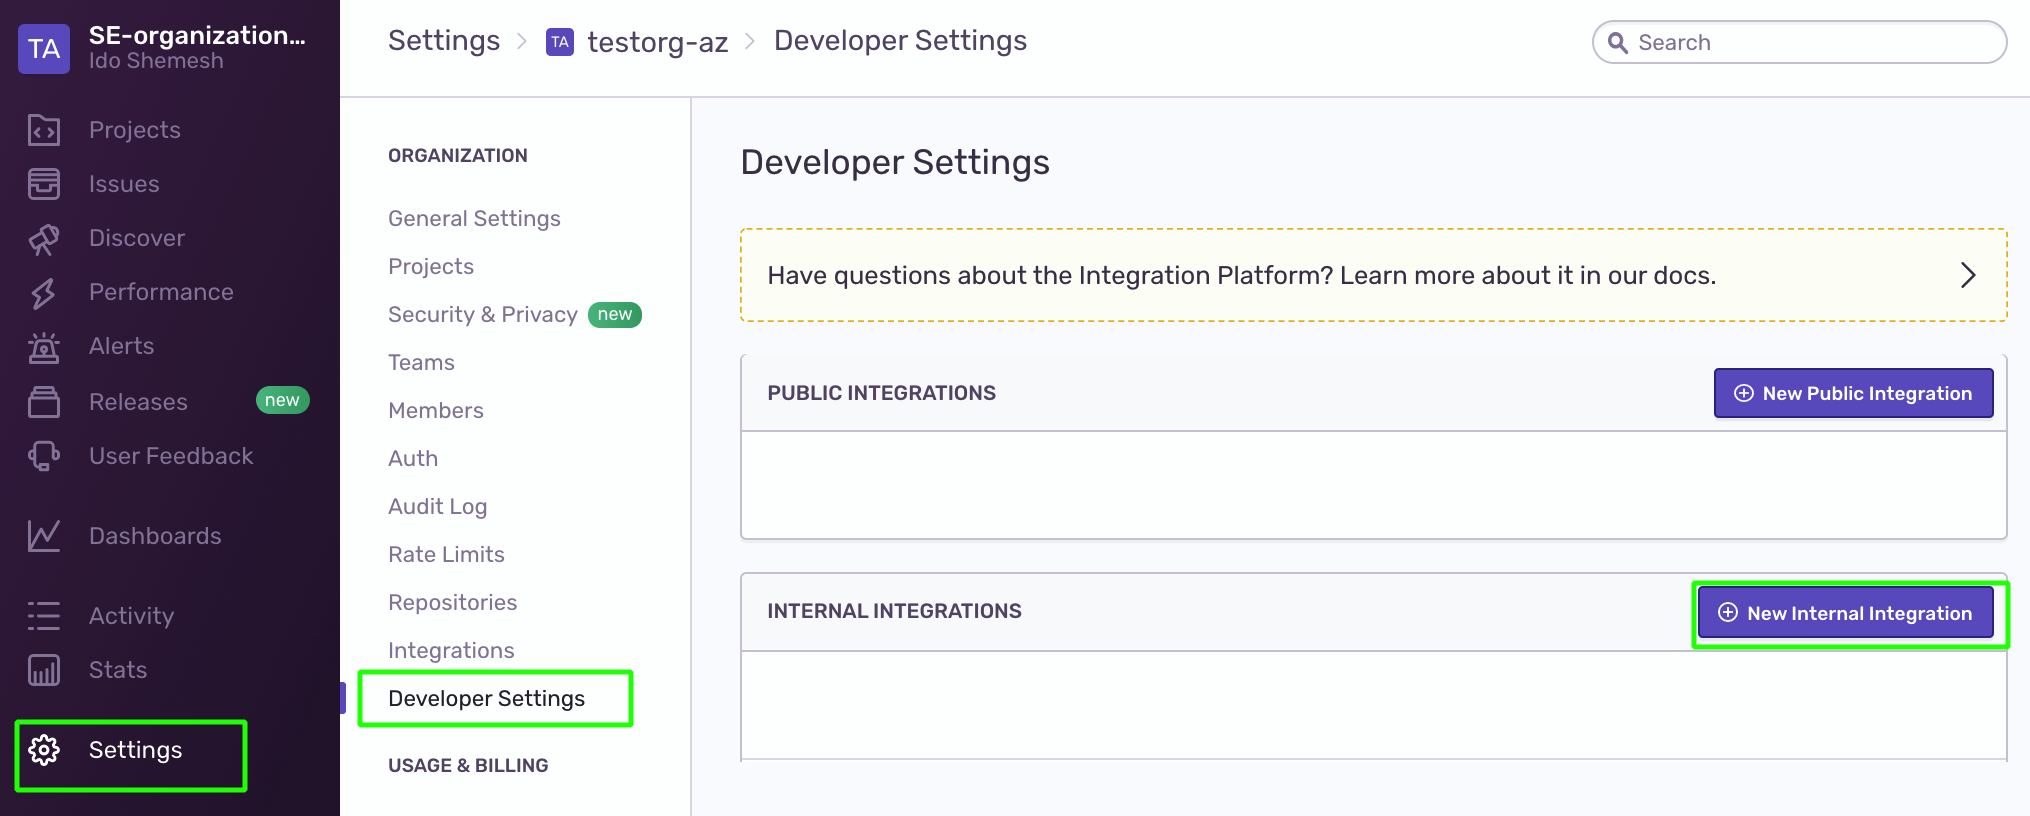 TA
SE-organization...
Ido Shemesh
Projects
Issues
Discover
Performance
Alerts
Releases new
User Feedback
Dashboards
Activity
Stats
Settings
Settings > TA testorg-az > Developer Settings
Search
ORGANIZATION
General Settings
Projects
Security & Privacy new
Teams
Members
Auth
Audit Log
Rate Limits
Repositories
Integrations
Developer Settings
USAGE & BILLING
Developer Settings
Have questions about the Integration Platform? Learn more about it in our docs.
PUBLIC INTEGRATIONS
New Public Integration
INTERNAL INTEGRATIONS
New Internal Integration